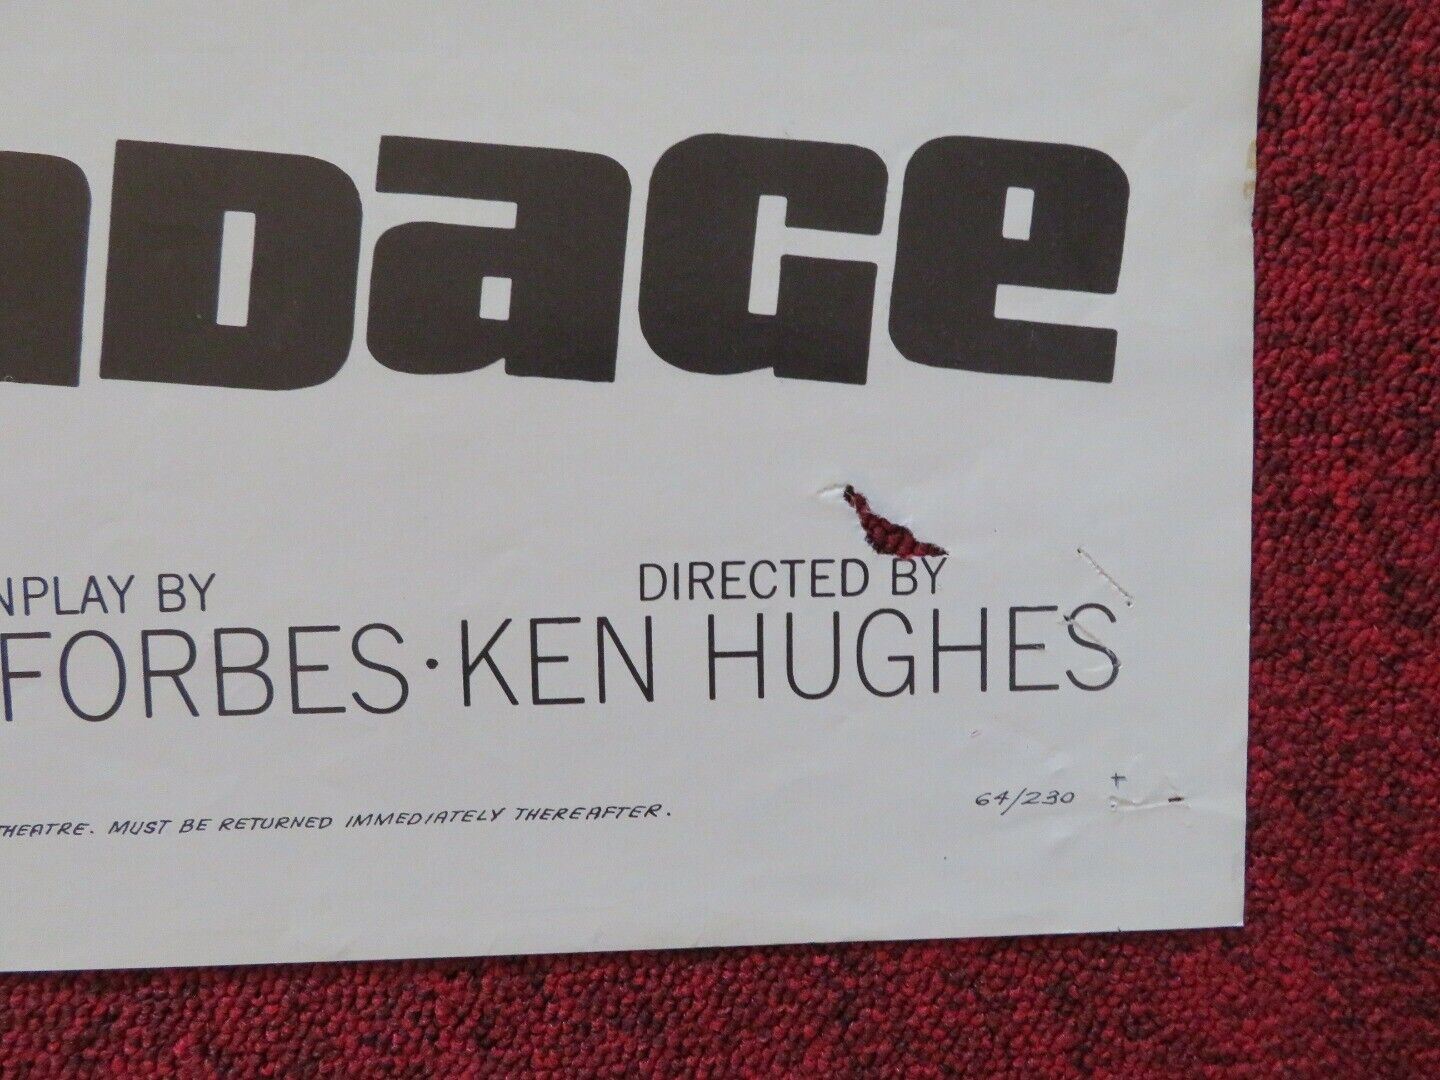 ndage
NPLAY BY
DIRECTED BY
FORBES · KEN HUGHES
64/230
THEATRE. MUST BE RETURNED IMMEDIATELY THEREAFTER.